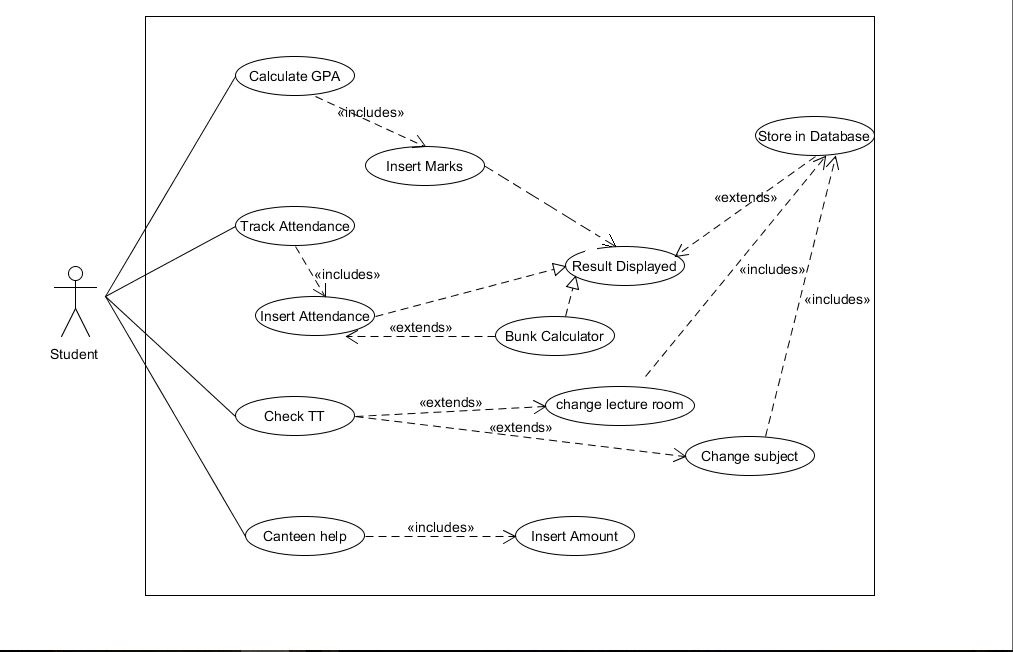 Calculate GPA
«includes»
Store in Database
Insert Marks
«extends»
Track Attendance
Result Displayed
«includes»
«includes»
«includes»
Insert Attendance
«extends»
Bunk Calculator
Student
«extends»
change lecture room
Check TT
«extends»
Change subject
«includes»
Canteen help
Insert Amount